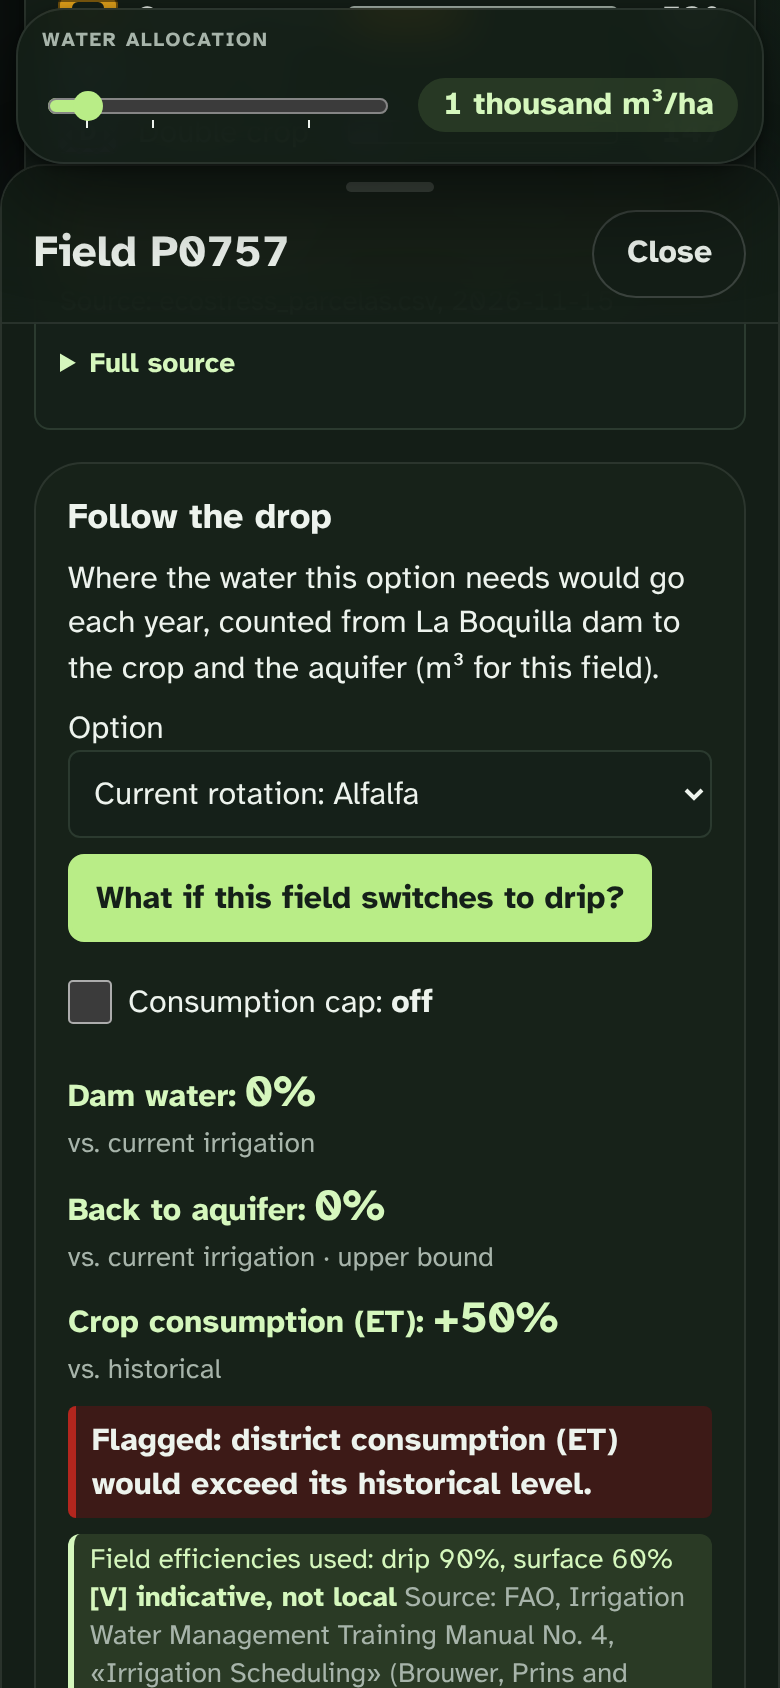 WATER ALLOCATION
1 thousand m³/ha
Field P0757
Close
Full source
Follow the drop
Where the water this option needs would go
each year, counted from La Boquilla dam to
the crop and the aquifer (m³ for this field).
Option
Current rotation: Alfalfa
What if this field switches to drip?
Consumption cap: off
Dam water: 0%
vs. current irrigation
Back to aquifer: 0%
vs. current irrigation · upper bound
Crop consumption (ET): +50%
vs. historical
Flagged: district consumption (ET)
would exceed its historical level.
Field efficiencies used: drip 90%, surface 60%
[V] indicative, not local Source: FAO, Irrigation
Water Management Training Manual No. 4,
«Irrigation Scheduling» (Brouwer, Prins and